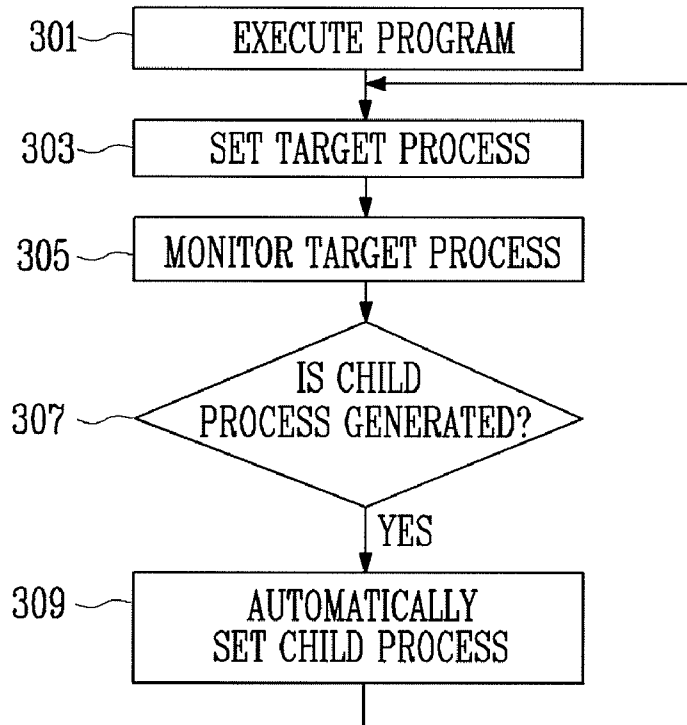 301 EXECUTE PROGRAM
303 SET TARGET PROCESS
305 MONITOR TARGET PROCESS
IS CHILD
307 PROCESS GENERATED?
YES
309 AUTOMATICALLY
SET CHILD PROCESS